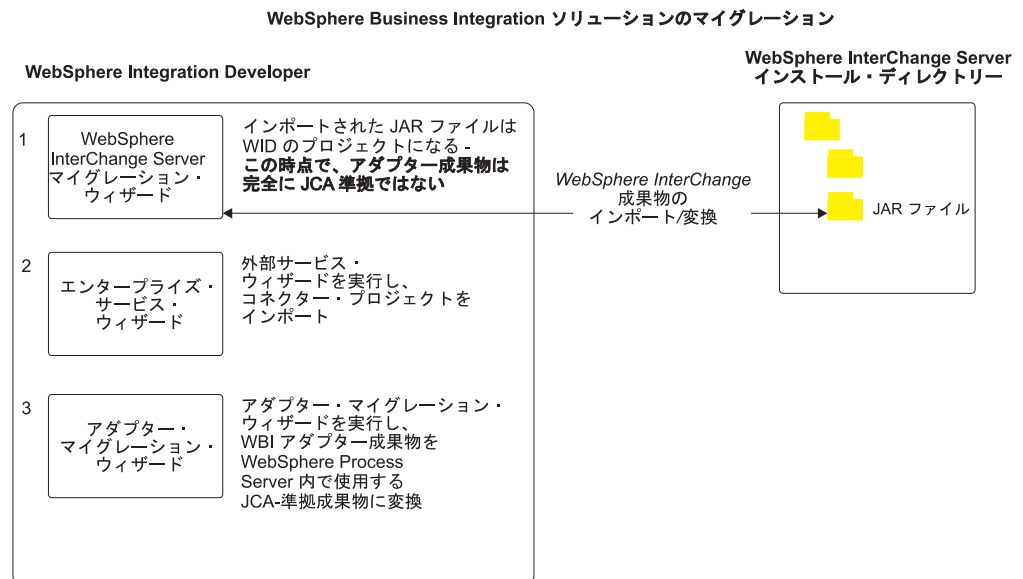 WebSphere Business Integration ソリューションのマイグレーション
WebSphere Integration Developer
WebSphere InterChange Server
インストール・ディレクトリー
1
WebSphere
InterChange Server
マイグレーション・
ウィザード
インポートされた JAR ファイルは
WID のプロジェクトになる -
この時点で、アダプター成果物は
完全に JCA 準拠ではない
WebSphere InterChange
成果物の
インポート/変換
JAR ファイル
2
エンタープライズ・
サービス・
ウィザード
外部サービス・
ウィザードを実行し、
コネクター・プロジェクトを
インポート
3
アダプター・
マイグレーション・
ウィザード
アダプター・マイグレーション・
ウィザードを実行し、
WBI アダプター成果物を
WebSphere Process
Server 内で使用する
JCA-準拠成果物に変換